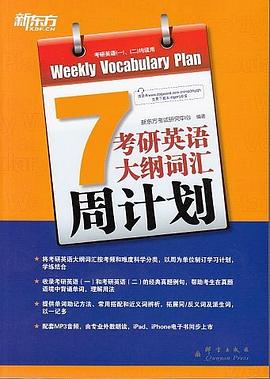 新东方
XDF.CN
考研英语(一)、(二)均适用
Weekly Vocabulary Plan
新东方考试研究中心 编著
7
考研英语
大纲词汇
周计划
将考研英语大纲词汇按考频和难度科学分类,以周为单位制订学习计划,
学练结合
收录考研英语(一)和考研英语(二)的经典真题例句,帮助考生在真题
语境中背诵单词,理解用法
提供单词助记方法、常用搭配和近义词辨析,拓展同/反义词及派生词,
以一记多
配套MP3音频,由专业外教朗读,iPad、iPhone电子书同步上市
群言出版社
Qunyan Press